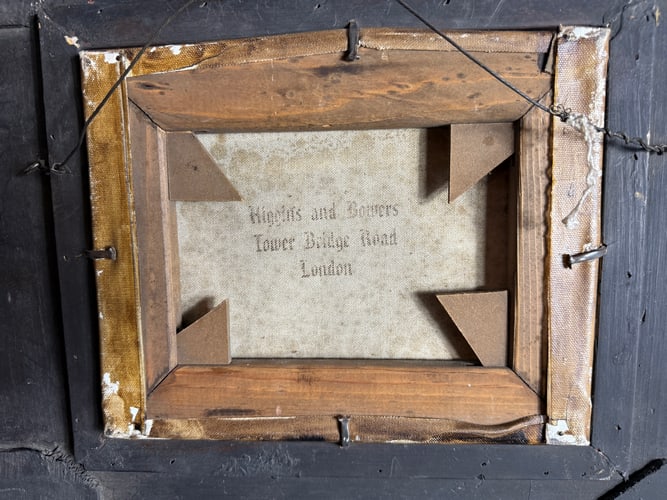 Higgins and Bowers
Tower Bridge Road
London